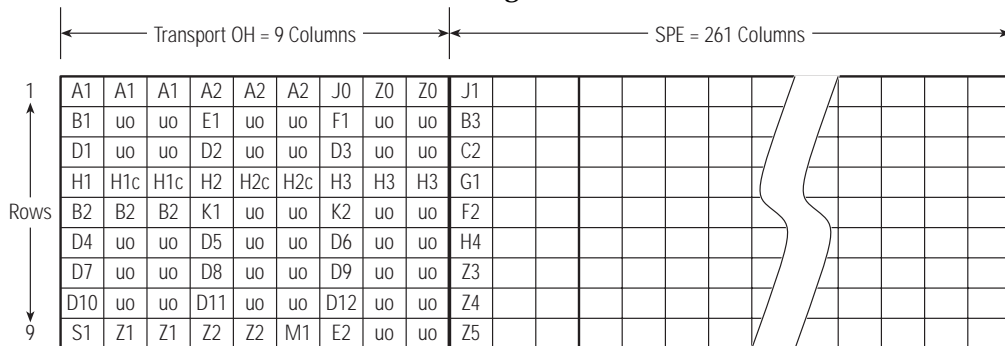 Transport OH = 9 Columns SPE = 261 Columns
1 A1 A1 A1 A2 A2 A2 J0 Z0 Z0 J1
B1 uo uo E1 uo uo F1 uo uo B3
D1 uo uo D2 uo uo D3 uo uo C2
H1 H1c H1c H2 H2c H2c H3 H3 H3 G1
Rows B2 B2 B2 K1 uo uo K2 uo uo F2
D4 uo uo D5 uo uo D6 uo uo H4
D7 uo uo D8 uo uo D9 uo uo Z3
D10 uo uo D11 uo uo D12 uo uo Z4
9 S1 Z1 Z1 Z2 Z2 M1 E2 uo uo Z5